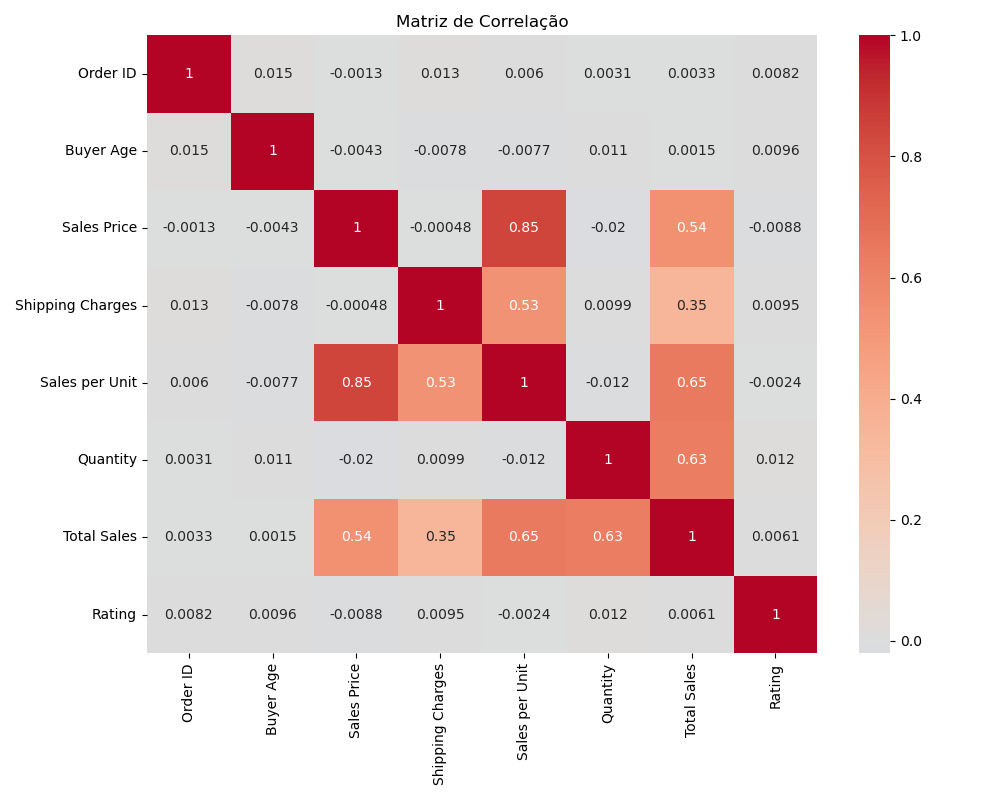 Matriz de Correlação
Order ID 1 0.015 -0.0013 0.013 0.006 0.0031 0.0033 0.0082
Buyer Age 0.015 1 -0.0043 -0.0078 -0.0077 0.011 0.0015 0.0096
Sales Price -0.0013 -0.0043 1 -0.00048 0.85 -0.02 0.54 -0.0088
Shipping Charges 0.013 -0.0078 -0.00048 1 0.53 0.0099 0.35 0.0095
Sales per Unit 0.006 -0.0077 0.85 0.53 1 -0.012 0.65 -0.0024
Quantity 0.0031 0.011 -0.02 0.0099 -0.012 1 0.63 0.012
Total Sales 0.0033 0.0015 0.54 0.35 0.65 0.63 1 0.0061
Rating 0.0082 0.0096 -0.0088 0.0095 -0.0024 0.012 0.0061 1
Order ID
Buyer Age
Sales Price
Shipping Charges
Sales per Unit
Quantity
Total Sales
Rating
1.0
0.8
0.6
0.4
0.2
0.0